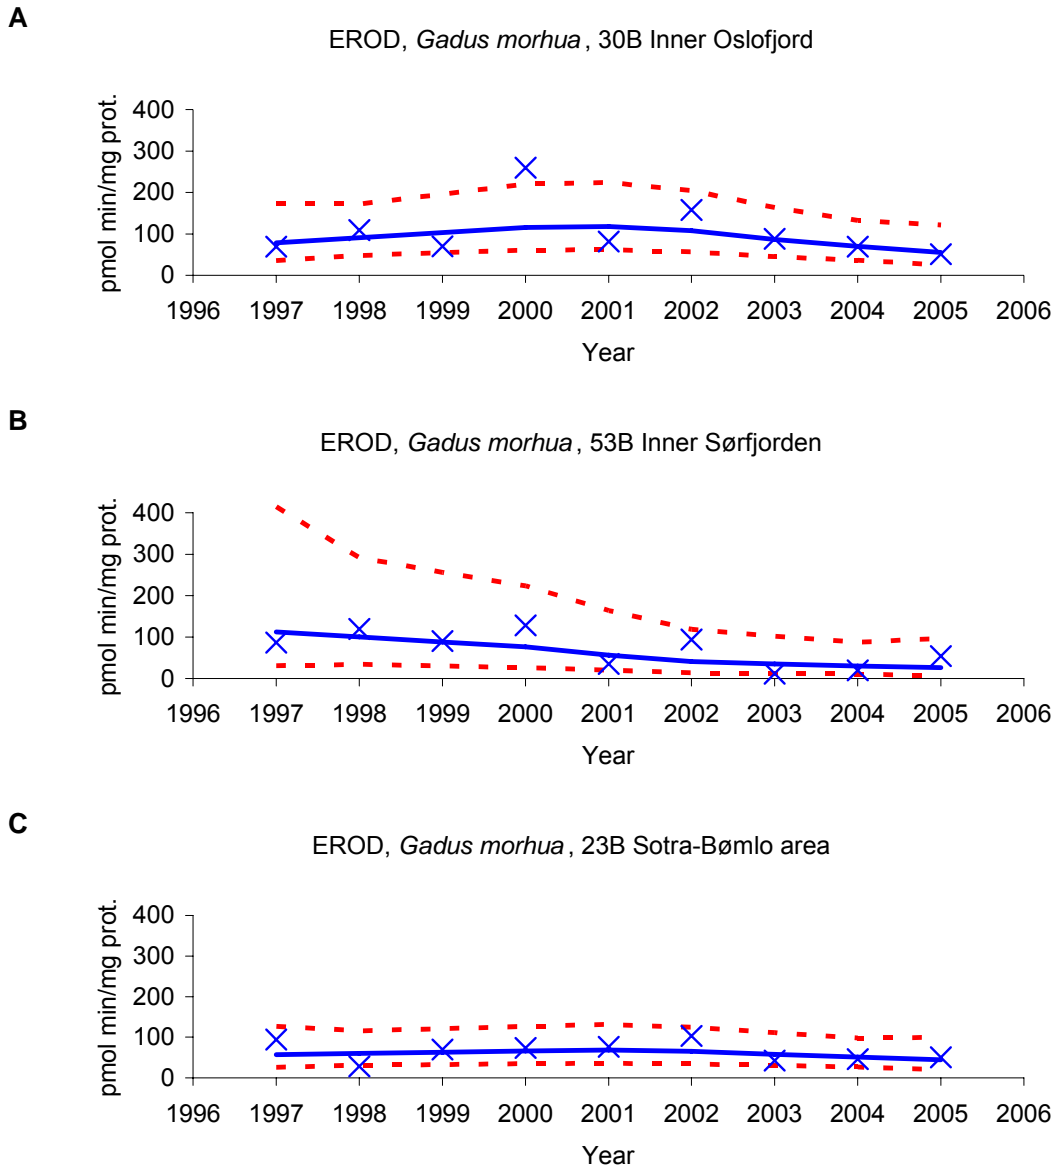 A
EROD, Gadus morhua, 30B Inner Oslofjord
pmol min/mg prot.
400
300
200
100
0
1996 1997 1998 1999 2000 2001 2002 2003 2004 2005 2006
Year
B
EROD, Gadus morhua, 53B Inner Sørfjorden
pmol min/mg prot.
400
300
200
100
0
1996 1997 1998 1999 2000 2001 2002 2003 2004 2005 2006
Year
C
EROD, Gadus morhua, 23B Sotra-Bømlo area
pmol min/mg prot.
400
300
200
100
0
1996 1997 1998 1999 2000 2001 2002 2003 2004 2005 2006
Year